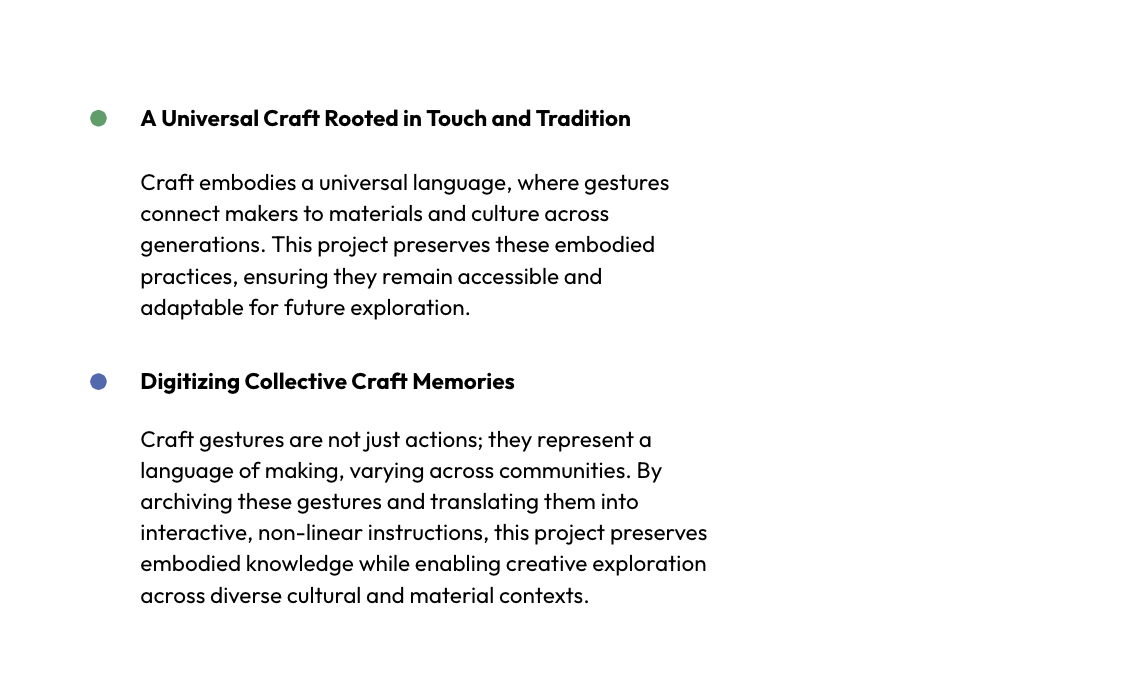 A Universal Craft Rooted in Touch and Tradition
Craft embodies a universal language, where gestures
connect makers to materials and culture across
generations. This project preserves these embodied
practices, ensuring they remain accessible and
adaptable for future exploration.
Digitizing Collective Craft Memories
Craft gestures are not just actions; they represent a
language of making, varying across communities. By
archiving these gestures and translating them into
interactive, non-linear instructions, this project preserves
embodied knowledge while enabling creative exploration
across diverse cultural and material contexts.